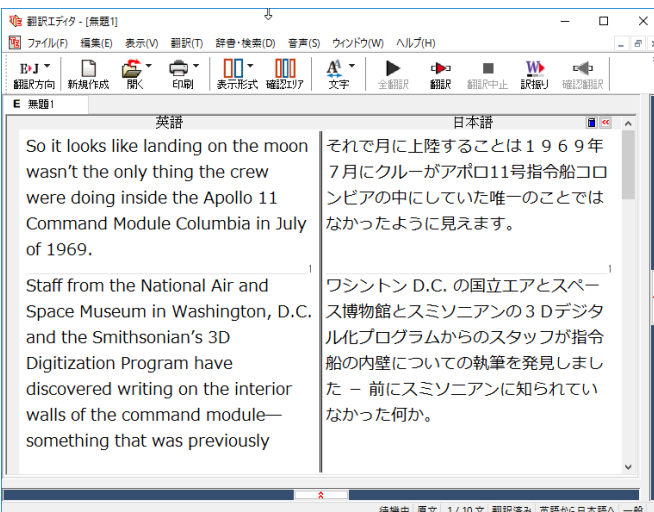 翻訳エディタ - [無題1]
ファイル(F) 編集(E) 表示(V) 翻訳(T) 辞書・検索(D) 音声(S) ウィンドウ(W) ヘルプ(H)
翻訳方向 新規作成 開く 印刷 表示形式 確認エリア 文字 全翻訳 翻訳 翻訳中止 訳振り 確認翻訳
E 無題1
英語 日本語
So it looks like landing on the moon
wasn't the only thing the crew
were doing inside the Apollo 11
Command Module Columbia in July
of 1969.
1
それで月に上陸することは１９６９年
７月にクルーがアポロ11号指令船コロ
ンビアの中にしていた唯一のことでは
なかったように見えます。
1
Staff from the National Air and
Space Museum in Washington, D.C.
and the Smithsonian's 3D
Digitization Program have
discovered writing on the interior
walls of the command module—
something that was previously
ワシントン D.C. の国立エアとスペー
ス博物館とスミソニアンの３Ｄデジタ
ル化プログラムからのスタッフが指令
船の内壁についての執筆を発見しまし
た － 前にスミソニアンに知られてい
なかった何か。
待機中 原文 1/10文 翻訳済み 英語から日本語へ 一般